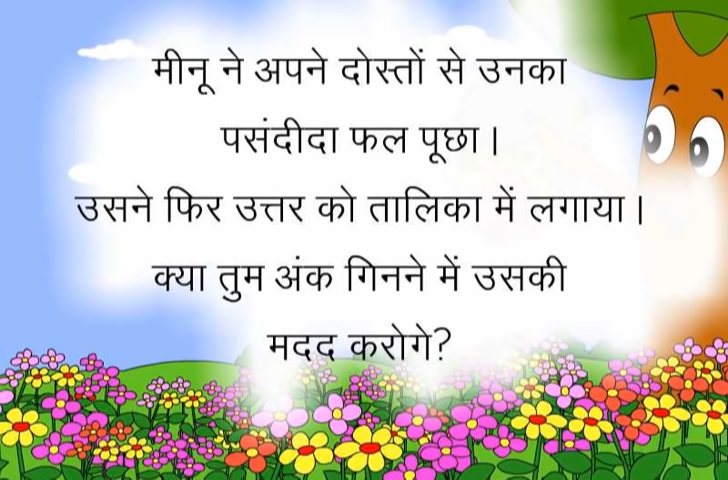 मीनू ने अपने दोस्तों से उनका
पसंदीदा फल पूछा।
उसने फिर उत्तर को तालिका में लगाया।
क्या तुम अंक गिनने में उसकी
मदद करोगे?